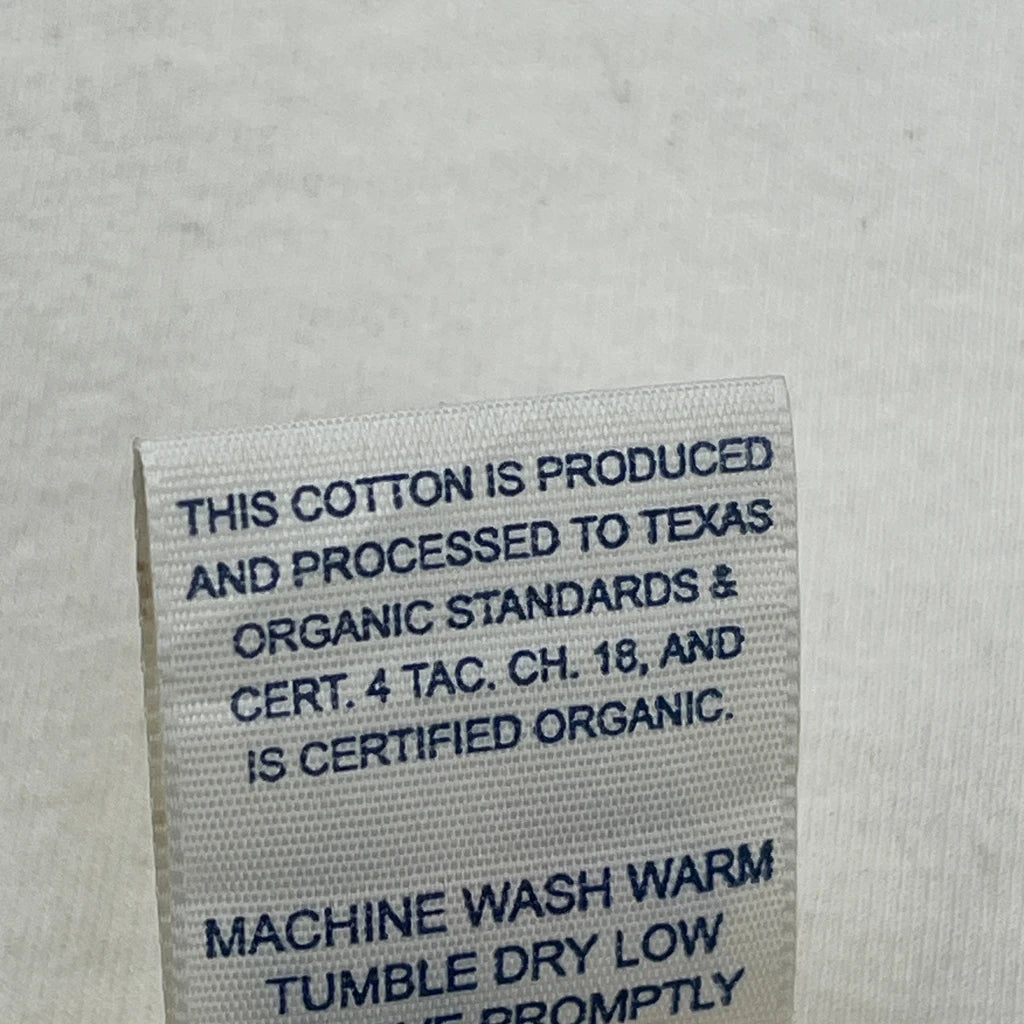 THIS COTTON IS PRODUCED
AND PROCESSED TO TEXAS
ORGANIC STANDARDS &
CERT. 4 TAC. CH. 18, AND
IS CERTIFIED ORGANIC.
MACHINE WASH WARM
TUMBLE DRY LOW
PROMPTLY